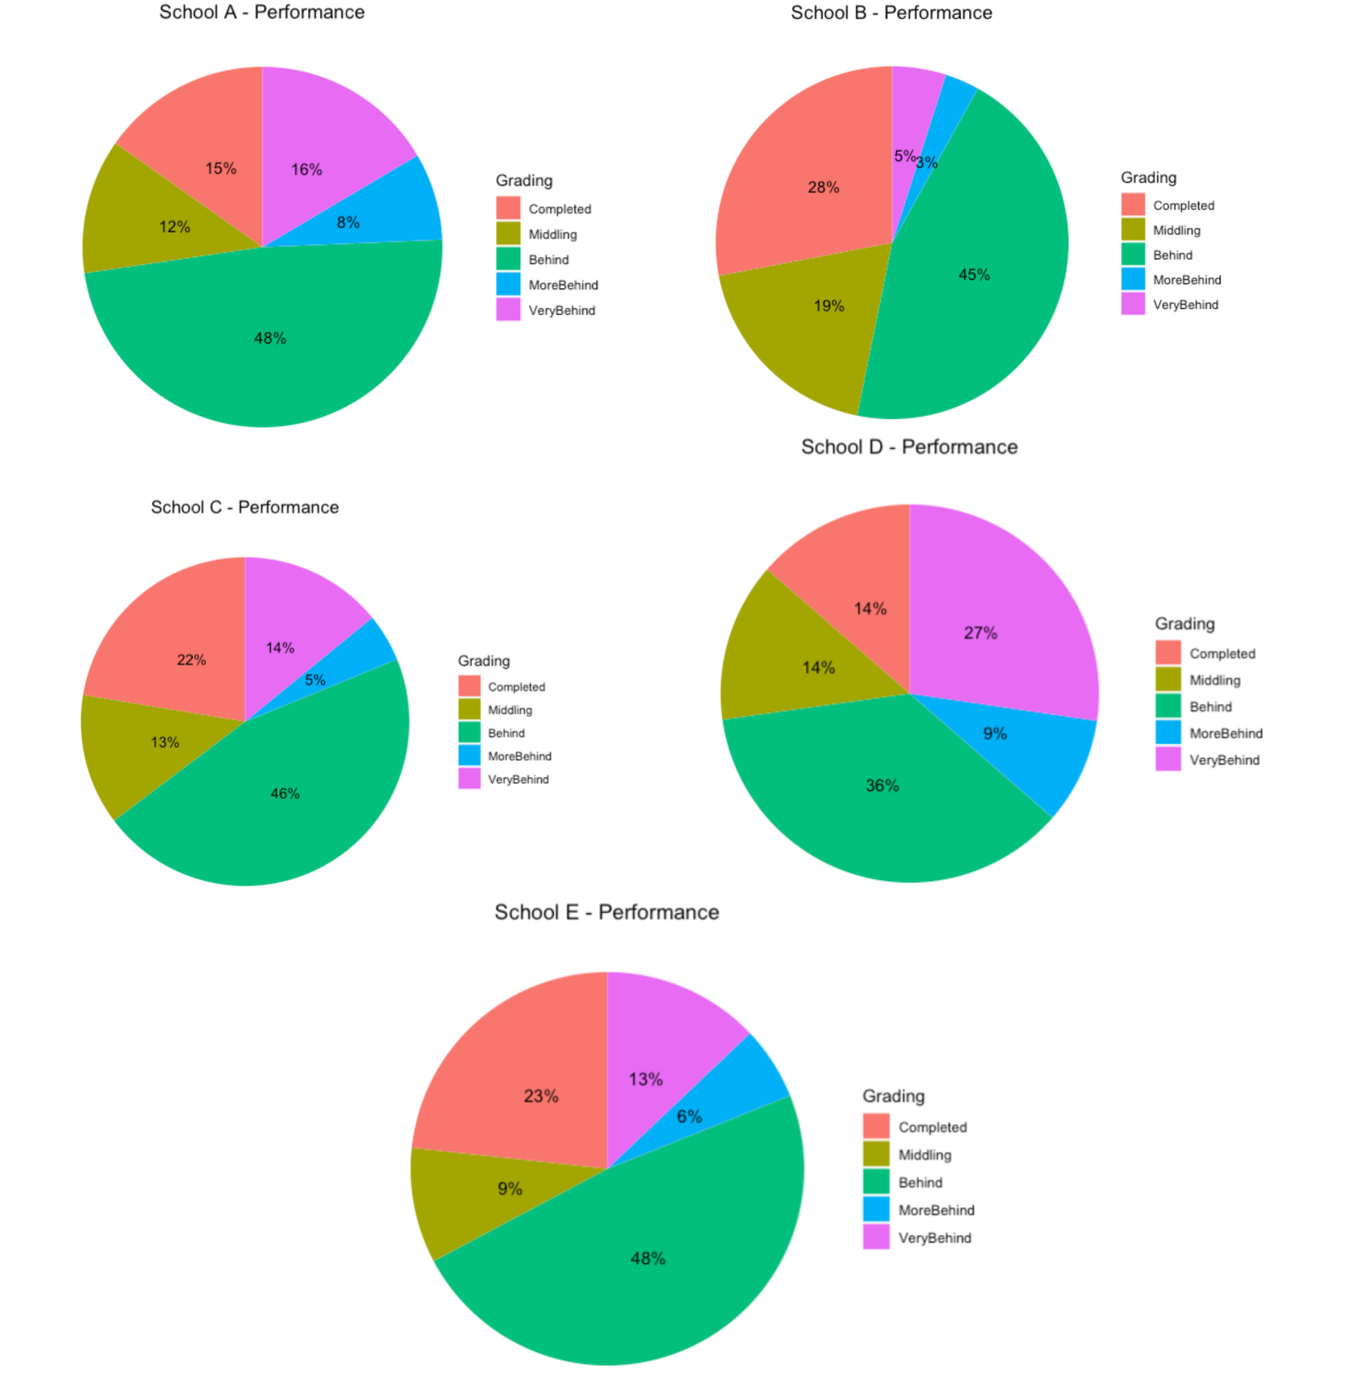 School A - Performance
15%
16%
12%
8%
48%
Grading
Completed
Middling
Behind
MoreBehind
VeryBehind
School B - Performance
5%
3%
28%
45%
19%
Grading
Completed
Middling
Behind
MoreBehind
VeryBehind
School C - Performance
14%
22%
5%
13%
46%
Grading
Completed
Middling
Behind
MoreBehind
VeryBehind
School D - Performance
14%
27%
14%
9%
36%
Grading
Completed
Middling
Behind
MoreBehind
VeryBehind
School E - Performance
13%
23%
6%
9%
48%
Grading
Completed
Middling
Behind
MoreBehind
VeryBehind